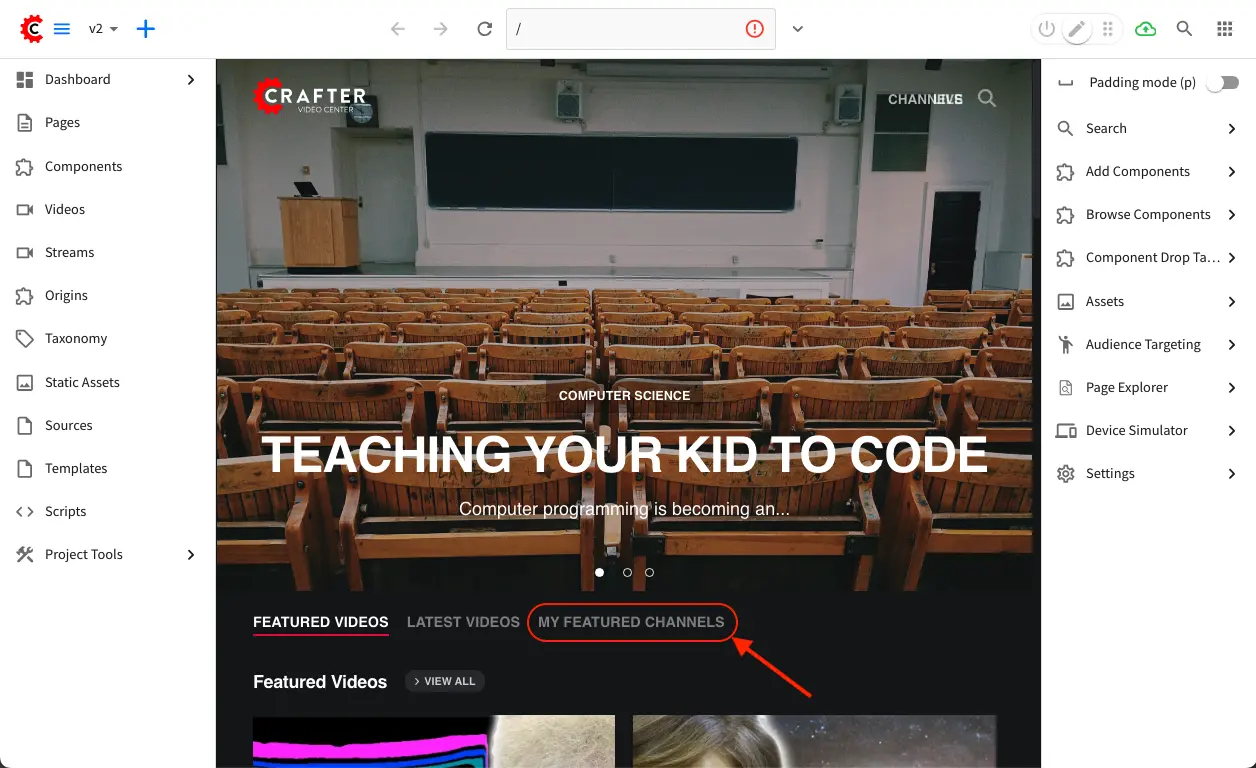 C
v2
/
Dashboard
Pages
Components
Videos
Streams
Origins
Taxonomy
Static Assets
Sources
Templates
Scripts
Project Tools
CRAFTER
VIDEO CENTER
CHANNELS
LIVE
COMPUTER SCIENCE
TEACHING YOUR KID TO CODE
Computer programming is becoming an...
FEATURED VIDEOS LATEST VIDEOS MY FEATURED CHANNELS
Featured Videos > VIEW ALL
Padding mode (p)
Search
Add Components
Browse Components
Component Drop Ta...
Assets
Audience Targeting
Page Explorer
Device Simulator
Settings